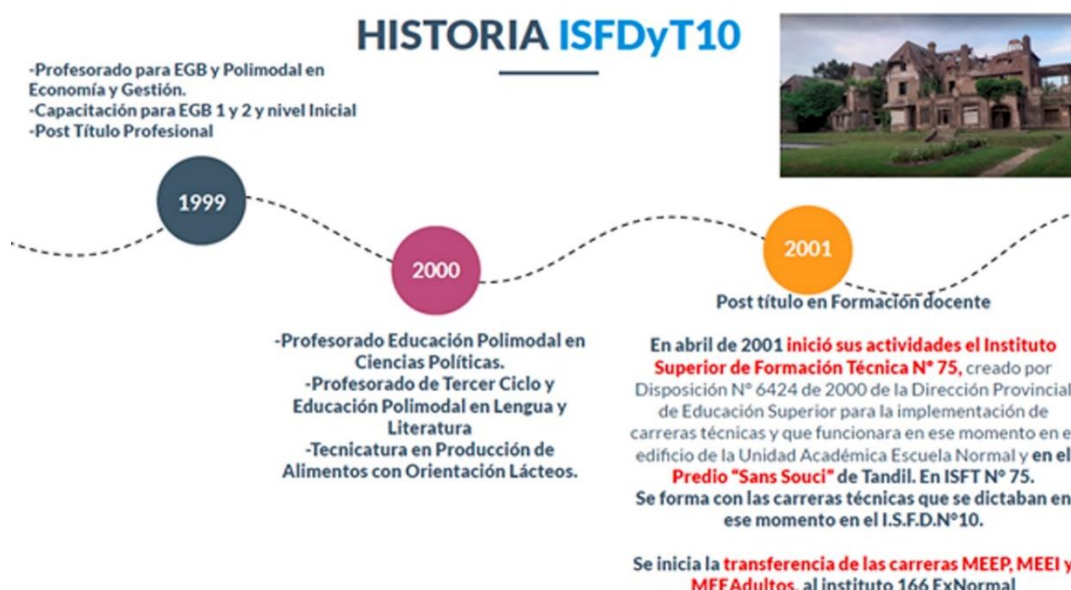 HISTORIA ISFDyT10
-Profesorado para EGB y Polimodal en
Economía y Gestión.
-Capacitación para EGB 1 y 2 y nivel Inicial
-Post Título Profesional
1999
2000
-Profesorado Educación Polimodal en
Ciencias Políticas.
-Profesorado de Tercer Ciclo y
Educación Polimodal en Lengua y
Literatura
-Tecnicatura en Producción de
Alimentos con Orientación Lácteos.
2001
Post título en Formación docente
En abril de 2001 inició sus actividades el Instituto
Superior de Formación Técnica N° 75, creado por
Disposición N° 6424 de 2000 de la Dirección Provincial
de Educación Superior para la implementación de
carreras técnicas y que funcionara en ese momento en e
edificio de la Unidad Académica Escuela Normal y en el
Predio “Sans Souci” de Tandil. En ISFT N° 75.
Se forma con las carreras técnicas que se dictaban en
ese momento en el I.S.F.D.N°10.
Se inicia la transferencia de las carreras MEEP, MEEI y
MEEAdultos, al instituto 166 ExNormal